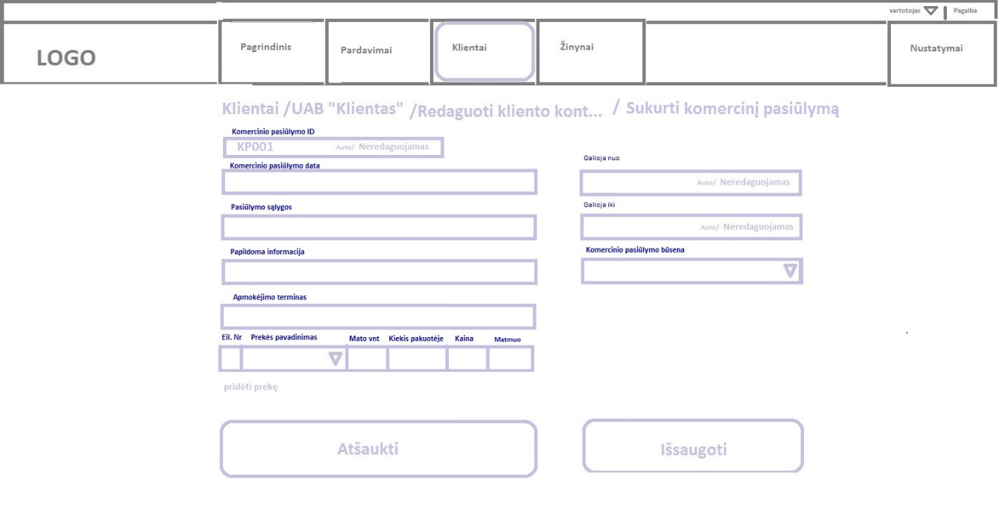 vartotojas Pagalba
LOGO Pagrindinis Pardavimai Klientai Žinynai Nustatymai
Klientai /UAB "Klientas" /Redaguoti kliento kont... / Sukurti komercinį pasiūlymą
Komercinio pasiūlymo ID
KP001 Auto/ Neredaguojamas
Komercinio pasiūlymo data
Galioja nuo
Auto/ Neredaguojamas
Pasiūlymo sąlygos
Galioja iki
Auto/ Neredaguojamas
Papildoma informacija
Komercinio pasiūlymo būsena
Apmokėjimo terminas
Eil. Nr Prekės pavadinimas Mato vnt Kiekis pakuotėje Kaina Matmuo
pridėti prekę
Atšaukti Išsaugoti